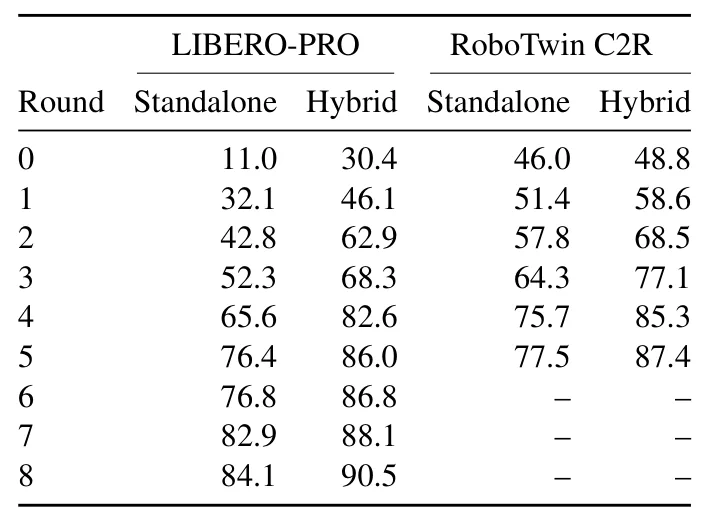 LIBERO-PRO RoboTwin C2R
Round Standalone Hybrid Standalone Hybrid
0 11.0 30.4 46.0 48.8
1 32.1 46.1 51.4 58.6
2 42.8 62.9 57.8 68.5
3 52.3 68.3 64.3 77.1
4 65.6 82.6 75.7 85.3
5 76.4 86.0 77.5 87.4
6 76.8 86.8 – –
7 82.9 88.1 – –
8 84.1 90.5 – –